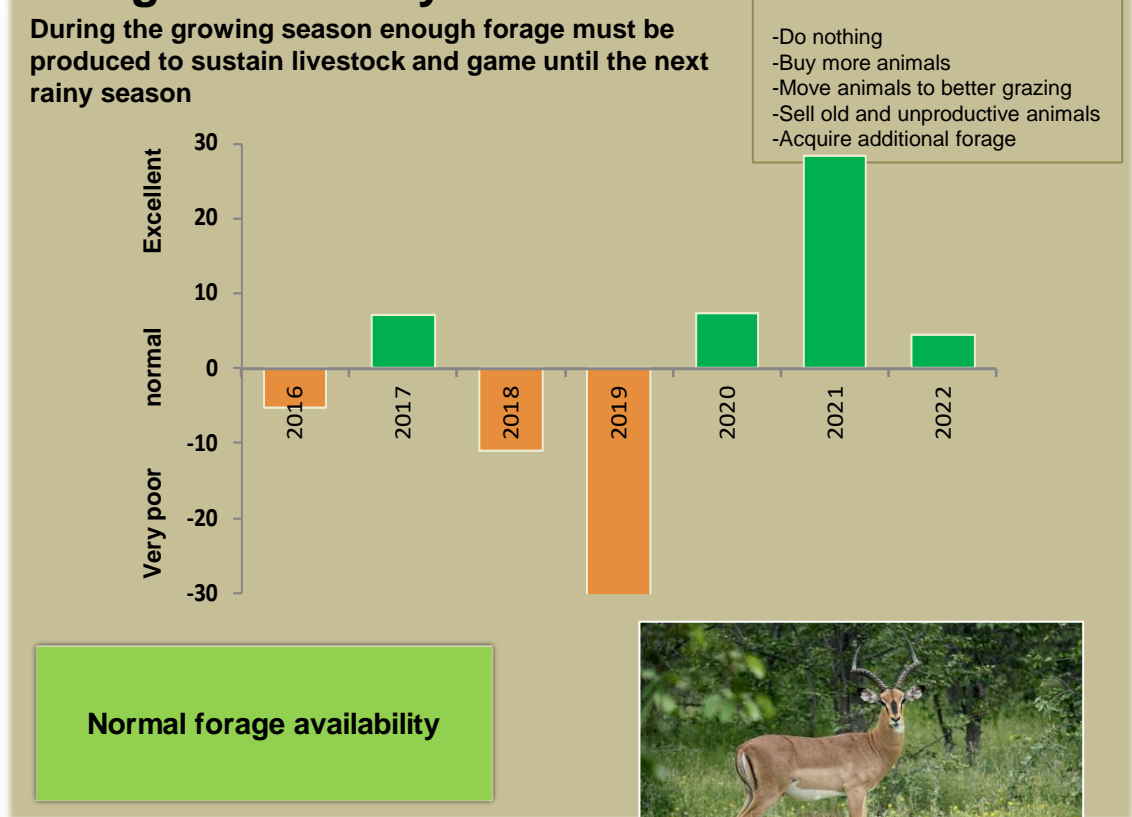 During the growing season enough forage must be
produced to sustain livestock and game until the next
rainy season
-Do nothing
-Buy more animals
-Move animals to better grazing
-Sell old and unproductive animals
-Acquire additional forage
30
20
10
0
-10
-20
-30
Excellent
normal
Very poor
2016
2017
2018
2019
2020
2021
2022
Normal forage availability